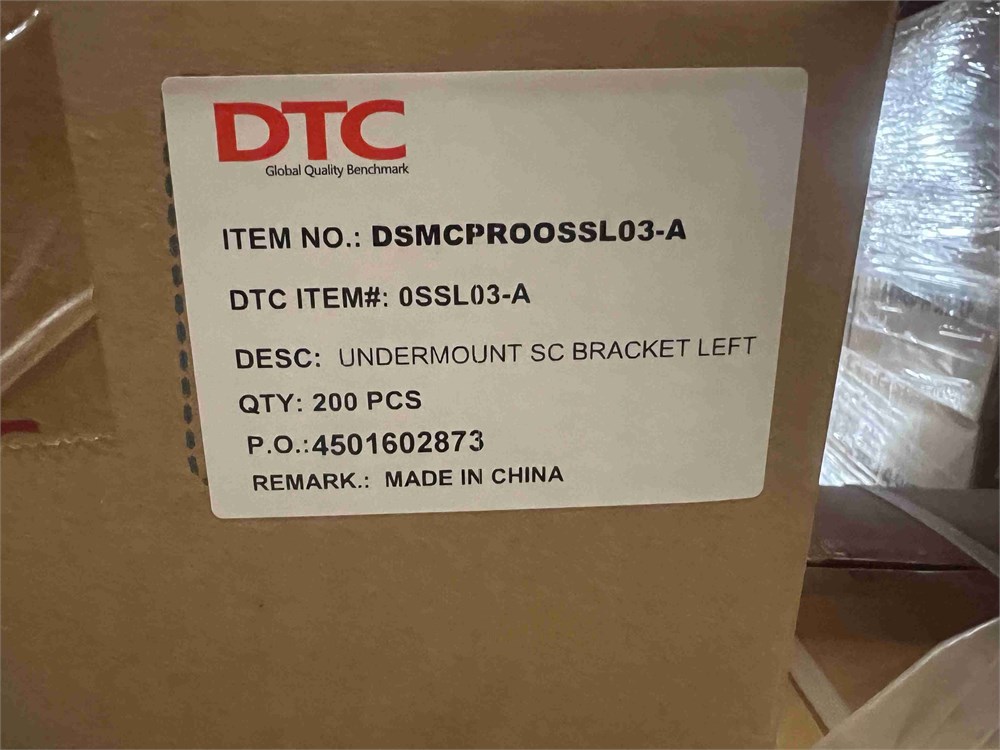 DTC
Global Quality Benchmark
ITEM NO.: DSMCPROOSSL03-A
DTC ITEM#: 0SSL03-A
DESC: UNDERMOUNT SC BRACKET LEFT
QTY: 200 PCS
P.O.:4501602873
REMARK.: MADE IN CHINA